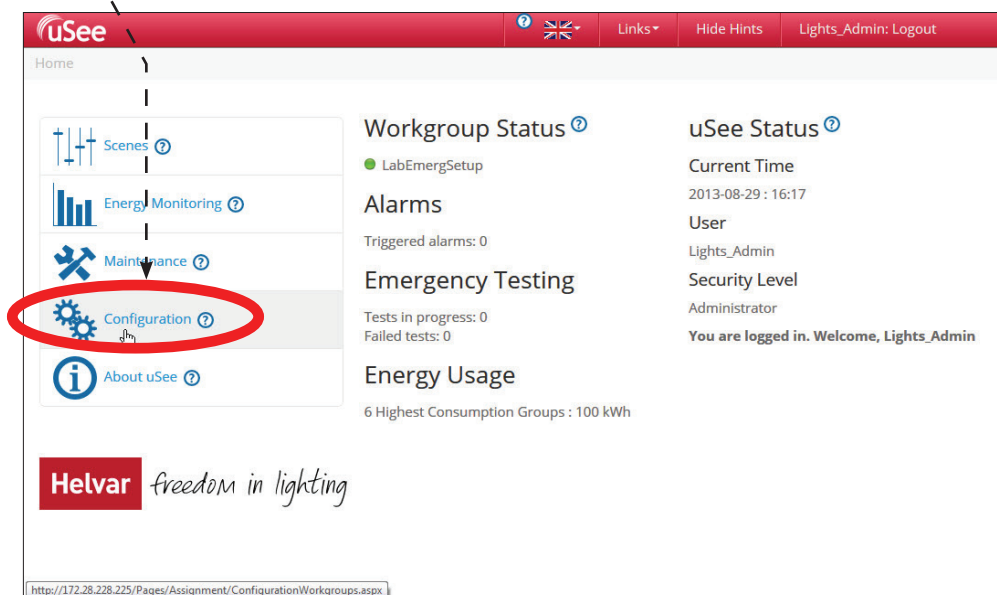 uSee
? Links Hide Hints Lights_Admin: Logout
Home
Scenes ?
Energy Monitoring ?
Maintenance ?
Configuration ?
About uSee ?
Workgroup Status ?
LabEmergSetup
Alarms
Triggered alarms: 0
Emergency Testing
Tests in progress: 0
Failed tests: 0
Energy Usage
6 Highest Consumption Groups : 100 kWh
uSee Status ?
Current Time
2013-08-29 : 16:17
User
Lights_Admin
Security Level
Administrator
You are logged in. Welcome, Lights_Admin
Helvar freedom in lighting
http://172.28.228.225/Pages/Assignment/ConfigurationWorkgroups.aspx